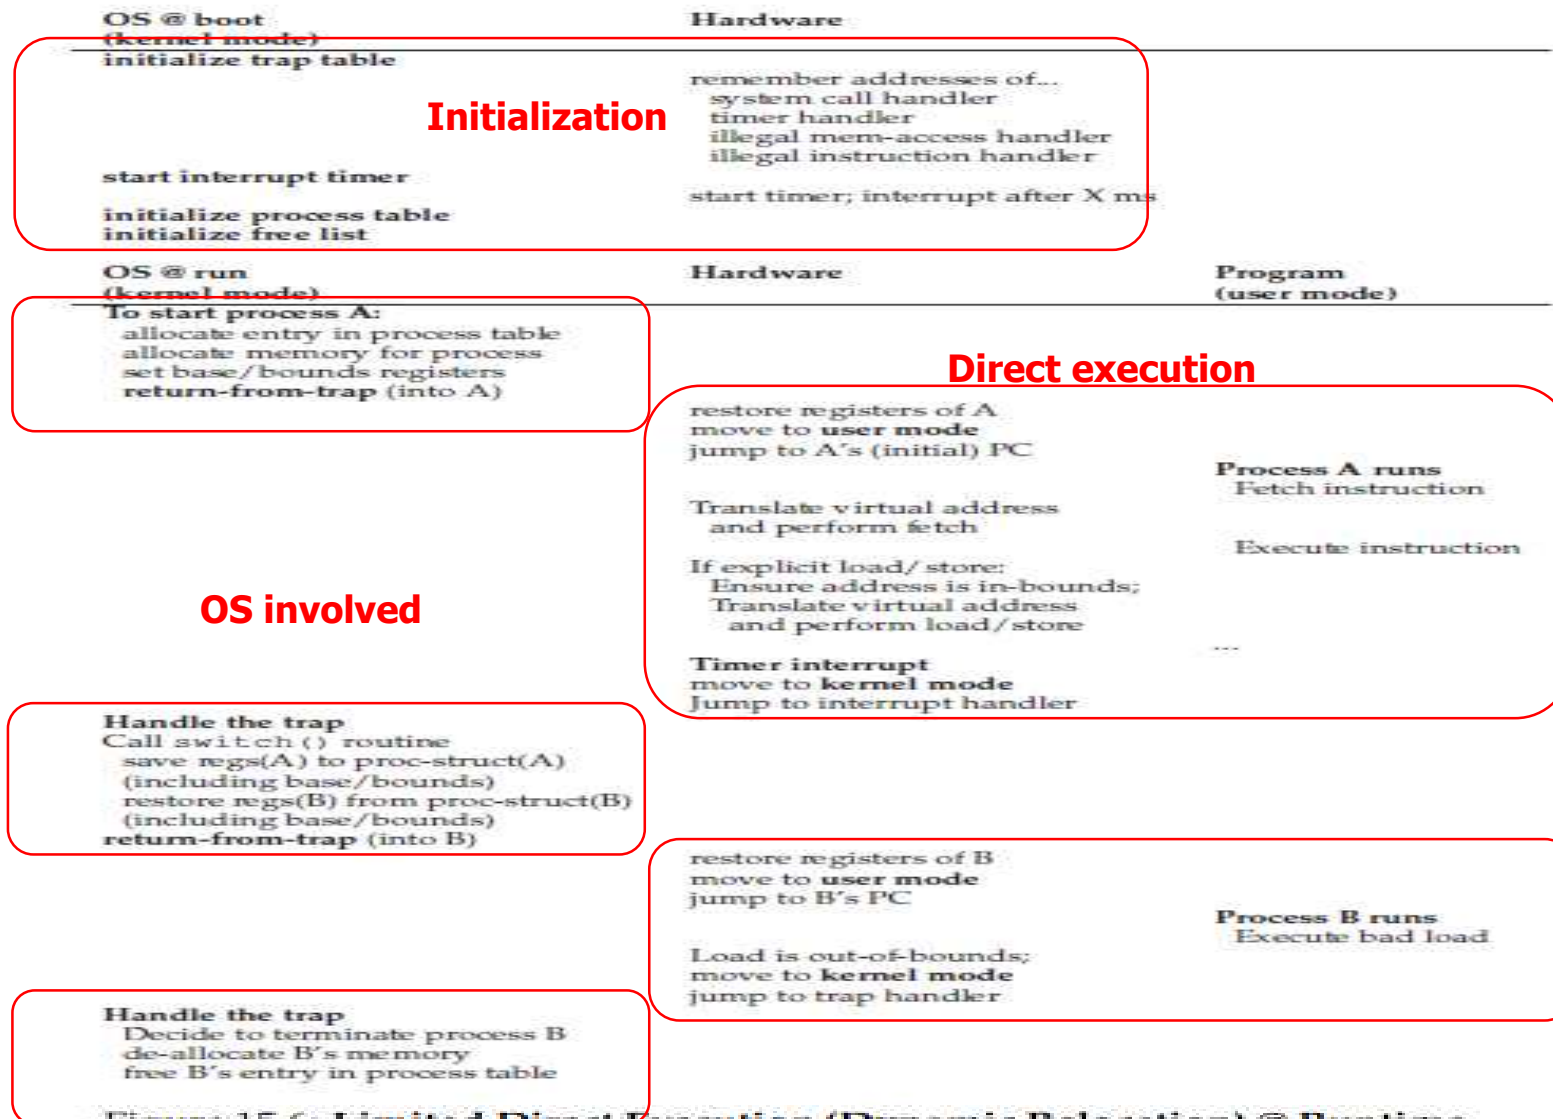 OS @ boot Hardware
(kernel mode)
initialize trap table
remember addresses of...
system call handler
Initialization
timer handler
illegal mem-access handler
illegal instruction handler
start interrupt timer
start timer; interrupt after X ms
initialize process table
initialize free list
OS @ run Hardware Program
(kernel mode) (user mode)
To start process A:
allocate entry in process table
allocate memory for process
set base/bounds registers
return-from-trap (into A)
Direct execution
restore registers of A
move to user mode
jump to A's (initial) PC
Process A runs
Fetch instruction
Translate virtual address
and perform fetch
Execute instruction
If explicit load/store:
Ensure address is in-bounds;
Translate virtual address
and perform load/store
OS involved
...
Timer interrupt
move to kernel mode
Jump to interrupt handler
Handle the trap
Call switch() routine
save regs(A) to proc-struct(A)
(including base/bounds)
restore regs(B) from proc-struct(B)
(including base/bounds)
return-from-trap (into B)
restore registers of B
move to user mode
jump to B's PC
Process B runs
Execute bad load
Load is out-of-bounds;
move to kernel mode
jump to trap handler
Handle the trap
Decide to terminate process B
de-allocate B's memory
free B's entry in process table
Limited Direct Execution (Dynamic Relocation) @ Runtime